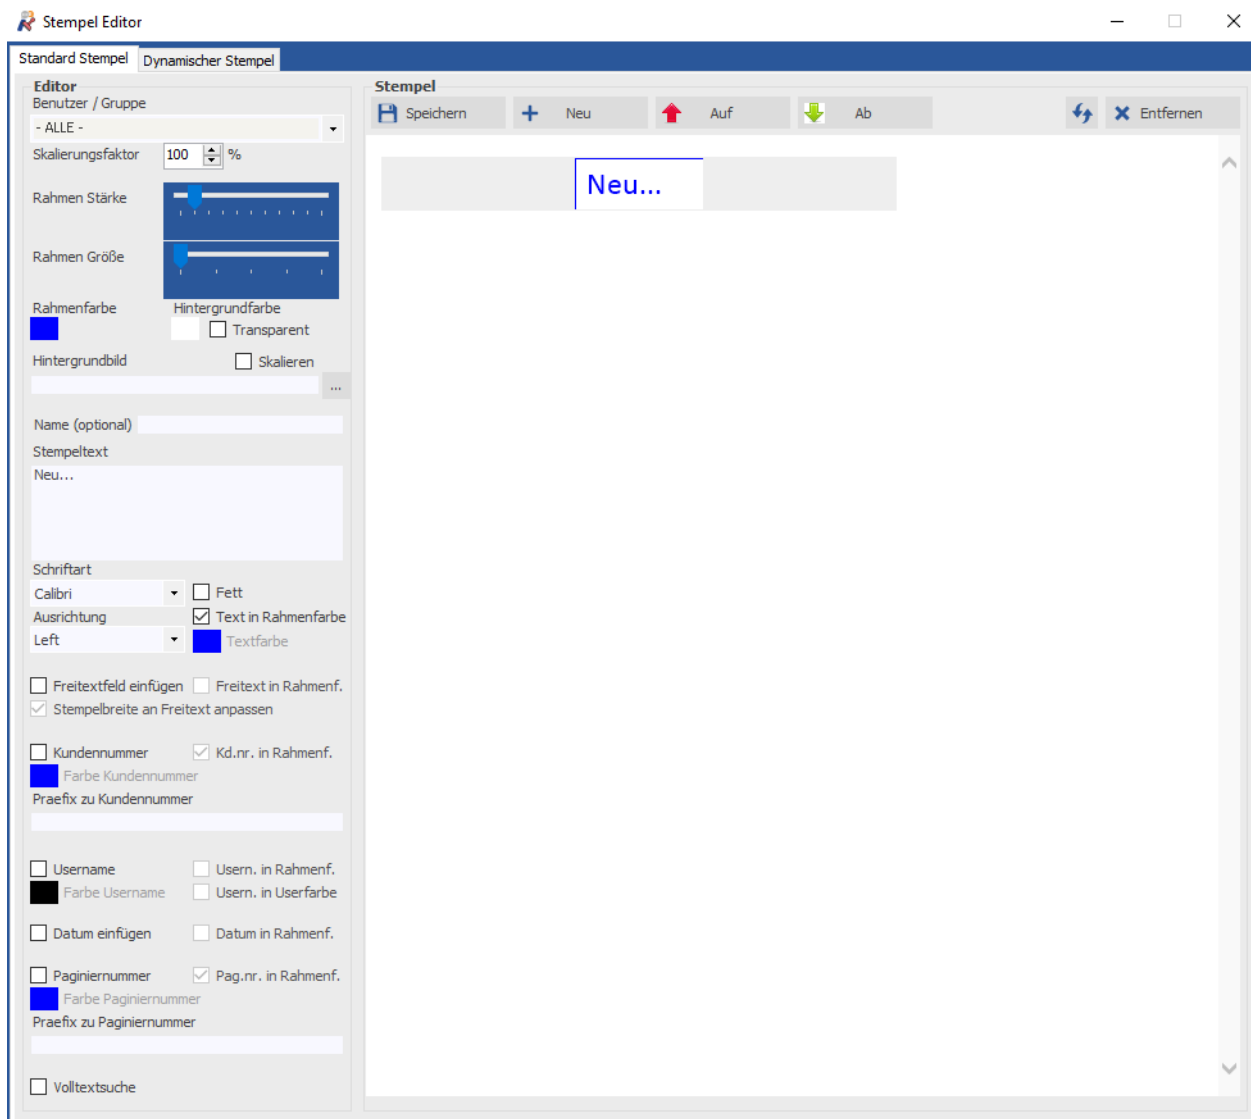 Stempel Editor
Standard Stempel Dynamischer Stempel
Editor
Benutzer / Gruppe
- ALLE -
Skalierungsfaktor 100 %
Rahmen Stärke
Rahmen Größe
Rahmenfarbe Hintergrundfarbe
Transparent
Hintergrundbild Skalieren
...
Name (optional)
Stempeltext
Neu...
Schriftart
Calibri Fett
Ausrichtung Text in Rahmenfarbe
Left Textfarbe
Freitextfeld einfügen Freitext in Rahmenf.
Stempelbreite an Freitext anpassen
Kundennummer Kd.nr. in Rahmenf.
Farbe Kundennummer
Praefix zu Kundennummer
Username Usern. in Rahmenf.
Farbe Username Usern. in Userfarbe
Datum einfügen Datum in Rahmenf.
Paginiernummer Pag.nr. in Rahmenf.
Farbe Paginiernummer
Praefix zu Paginiernummer
Volltextsuche
Stempel
Speichern Neu Auf Ab Entfernen
Neu...